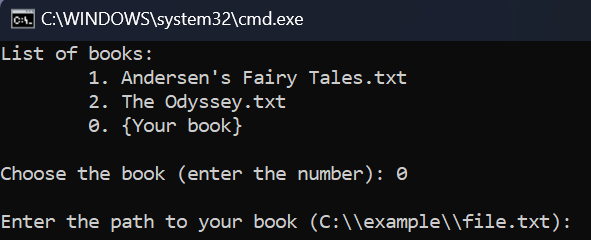 C:\WINDOWS\system32\cmd.exe
List of books:
1. Andersen's Fairy Tales.txt
2. The Odyssey.txt
0. {Your book}
Choose the book (enter the number): 0
Enter the path to your book (C:\\example\\file.txt):